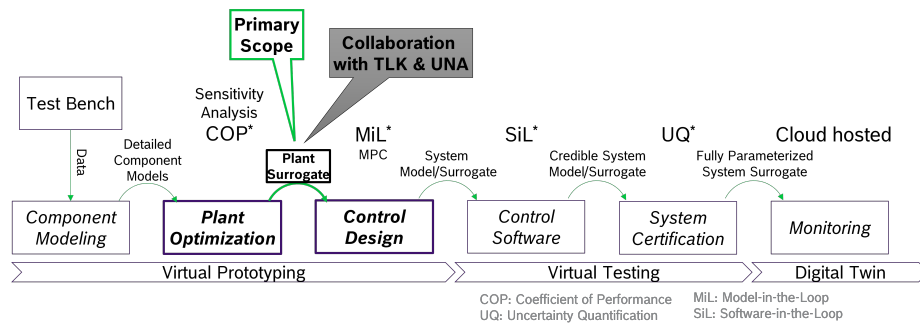 Primary
Scope
Collaboration
with TLK & UNA
Test Bench
Sensitivity
Analysis
COP*
MiL*
MPC
SiL*
UQ*
Cloud hosted
Data
Detailed
Component
Models
Plant
Surrogate
System
Model/Surrogate
Credible System
Model/Surrogate
Fully Parameterized
System Surrogate
Component
Modeling
Plant
Optimization
Control
Design
Control
Software
System
Certification
Monitoring
Virtual Prototyping
Virtual Testing
Digital Twin
COP: Coefficient of Performance
UQ: Uncertainty Quantification
MiL: Model-in-the-Loop
SiL: Software-in-the-Loop